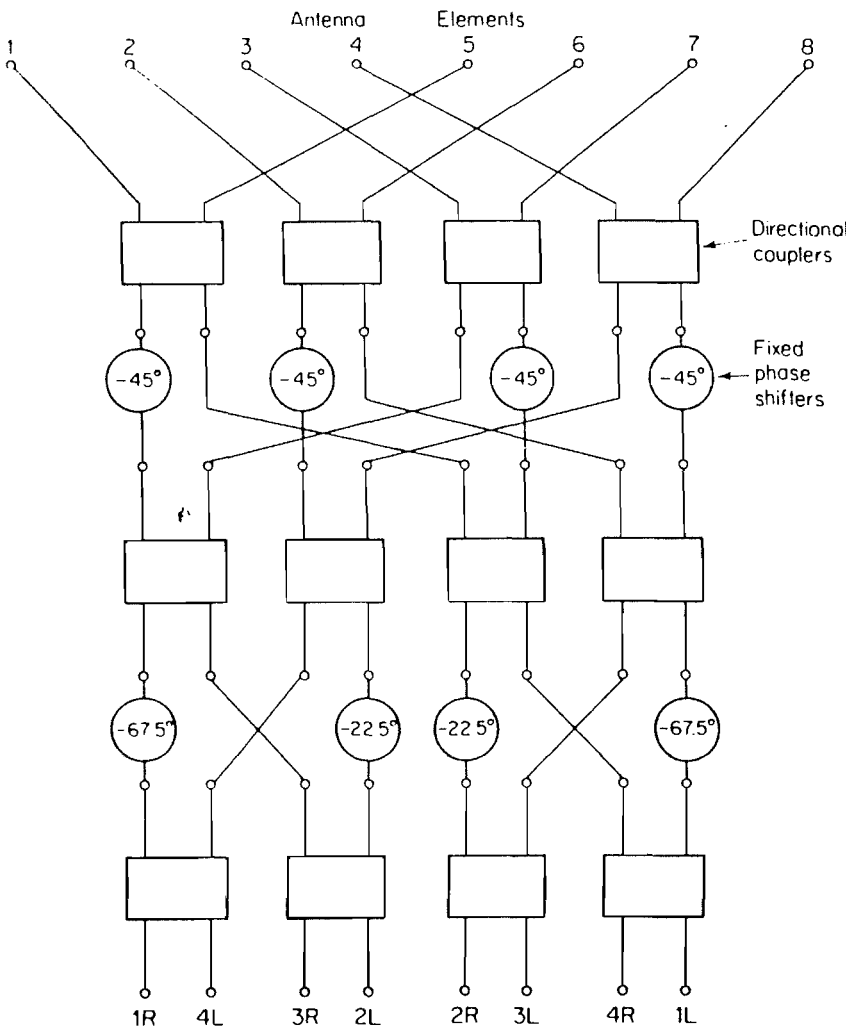 Antenna Elements
1 2 3 4 5 6 7 8
Directional
couplers
-45° -45° -45° -45°
Fixed
phase
shifters
-67.5° -22.5° -22.5° -67.5°
1R 4L 3R 2L 2R 3L 4R 1L